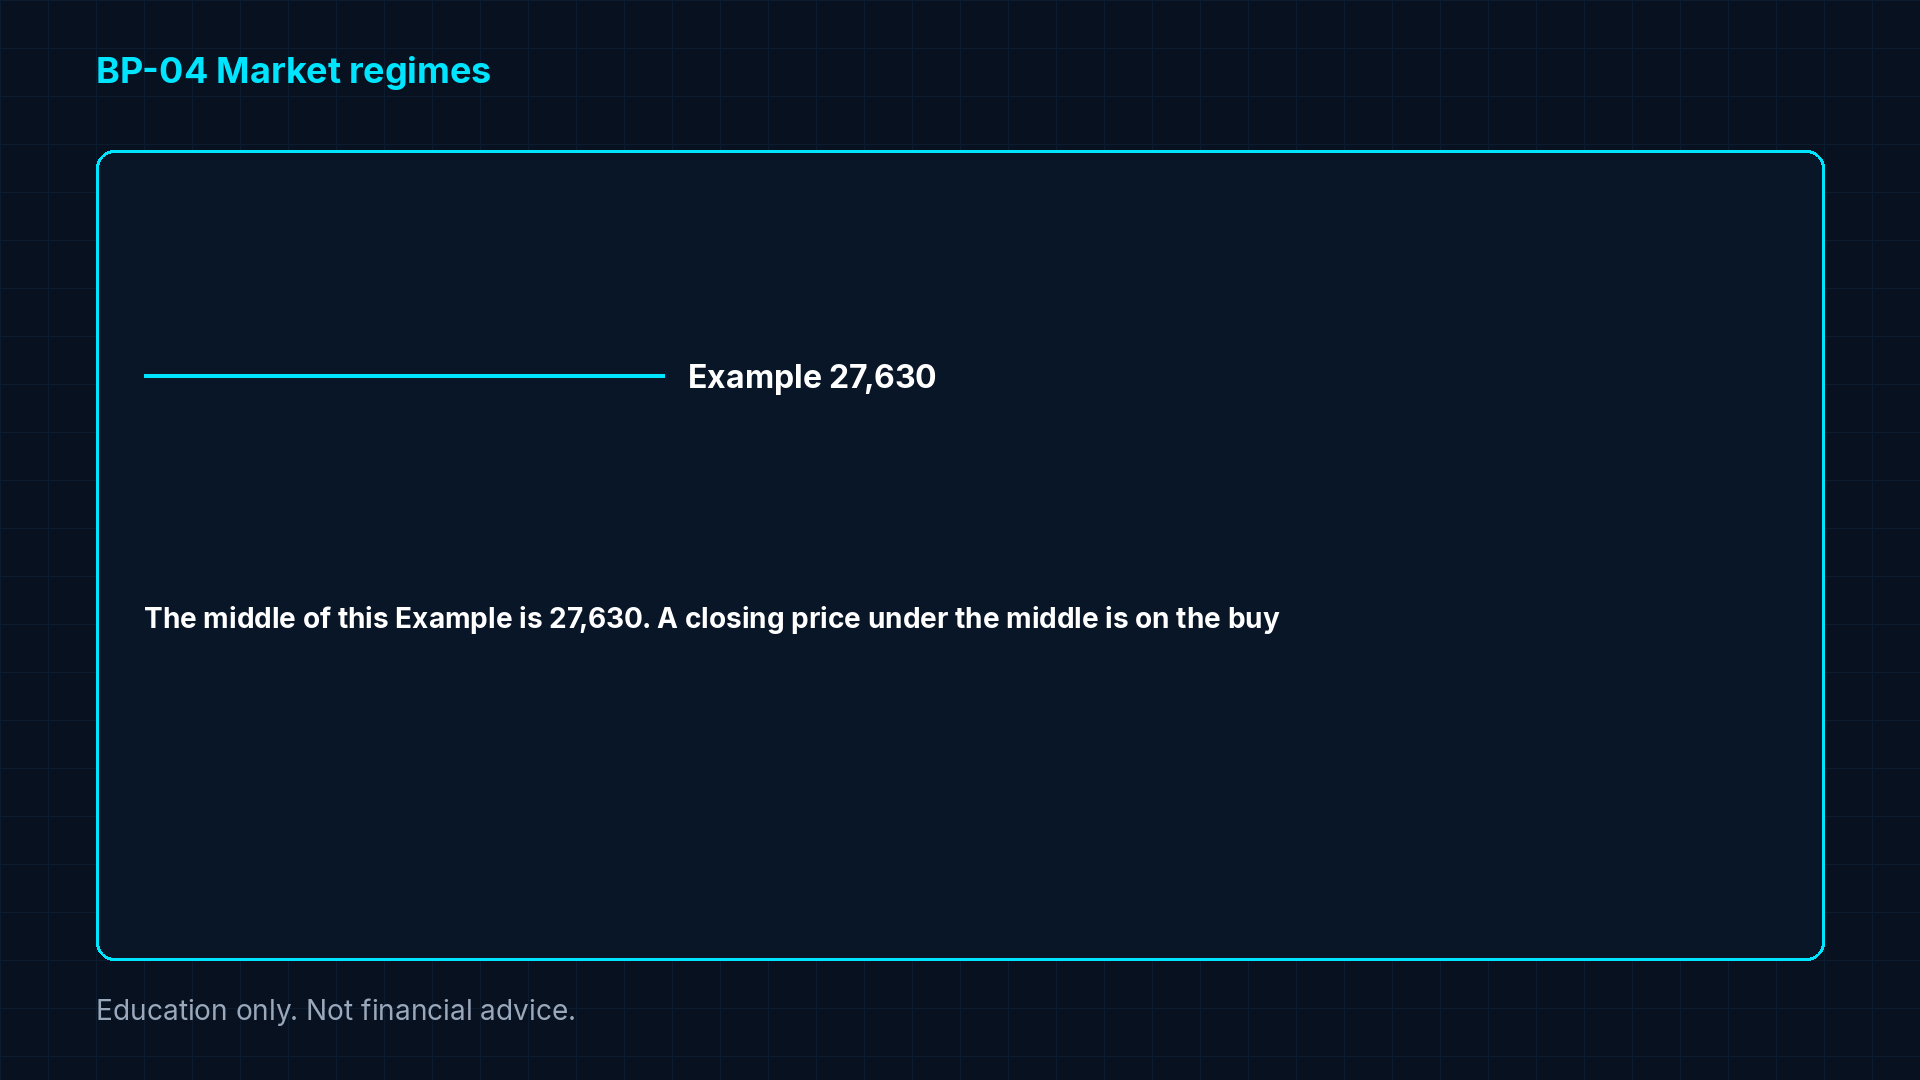 BP-04 Market regimes
Example 27,630
The middle of this Example is 27,630. A closing price under the middle is on the buy
Education only. Not financial advice.